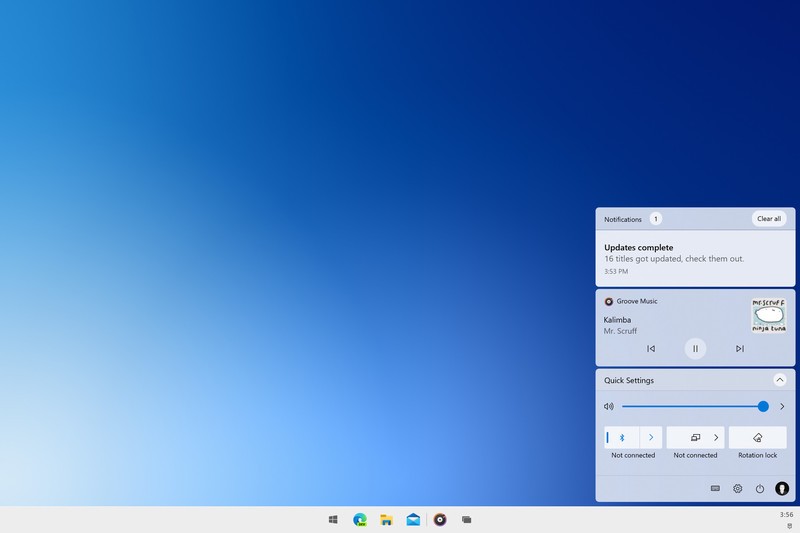 Notifications 1 Clear all
Updates complete
16 titles got updated, check them out.
3:53 PM
Groove Music
Kalimba
Mr. Scruff
Mr. Scruff
ninja tuna
Quick Settings
Not connected Not connected Rotation lock
3:56